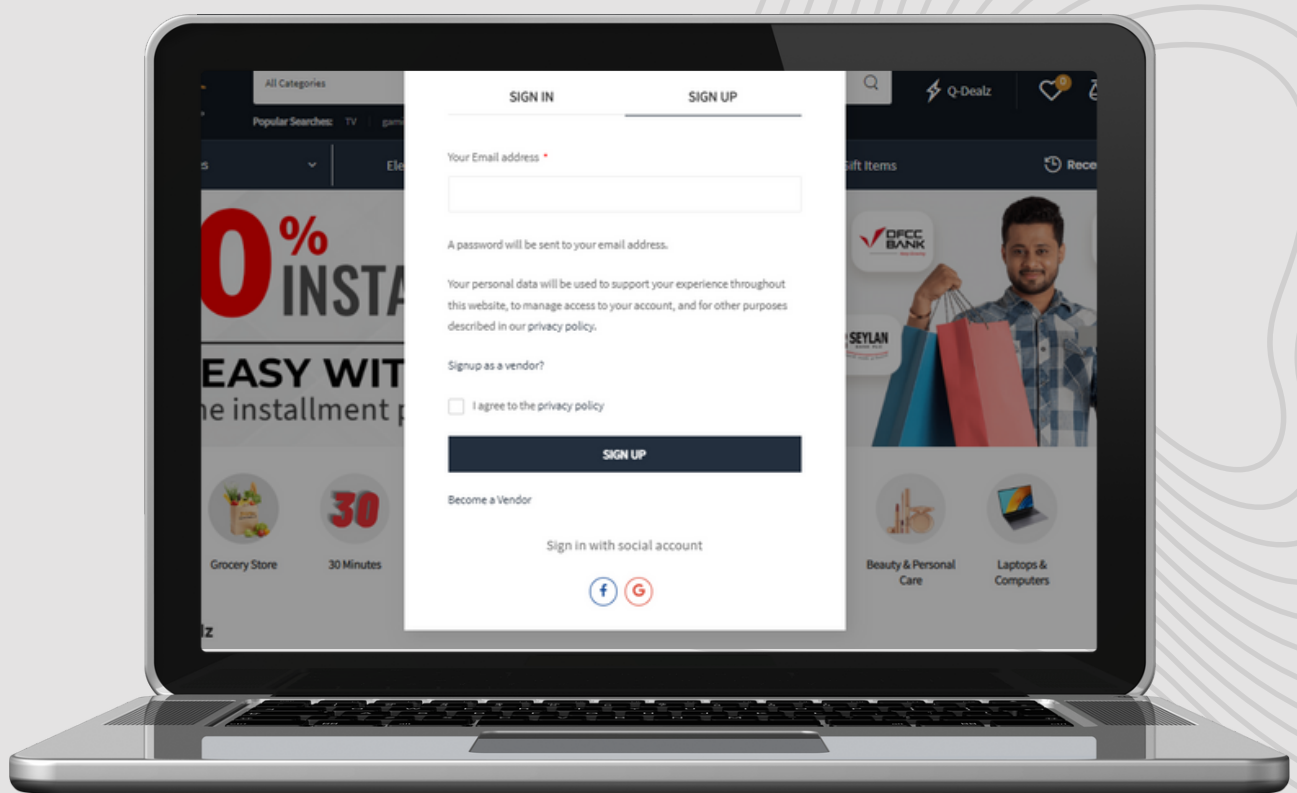 All Categories
Q-Dealz
0
Popular Searches: TV
SIGN IN
SIGN UP
Gift Items
Your Email address *
A password will be sent to your email address.
Your personal data will be used to support your experience throughout
this website, to manage access to your account, and for other purposes
described in our privacy policy.
Signup as a vendor?
I agree to the privacy policy
SIGN UP
Become a Vendor
Sign in with social account
f
G
0%
INSTA
EASY WIT
he installment p
DFCC
BANK
SEYLAN
30
Grocery Store
30 Minutes
Beauty & Personal
Care
Laptops &
Computers
lz